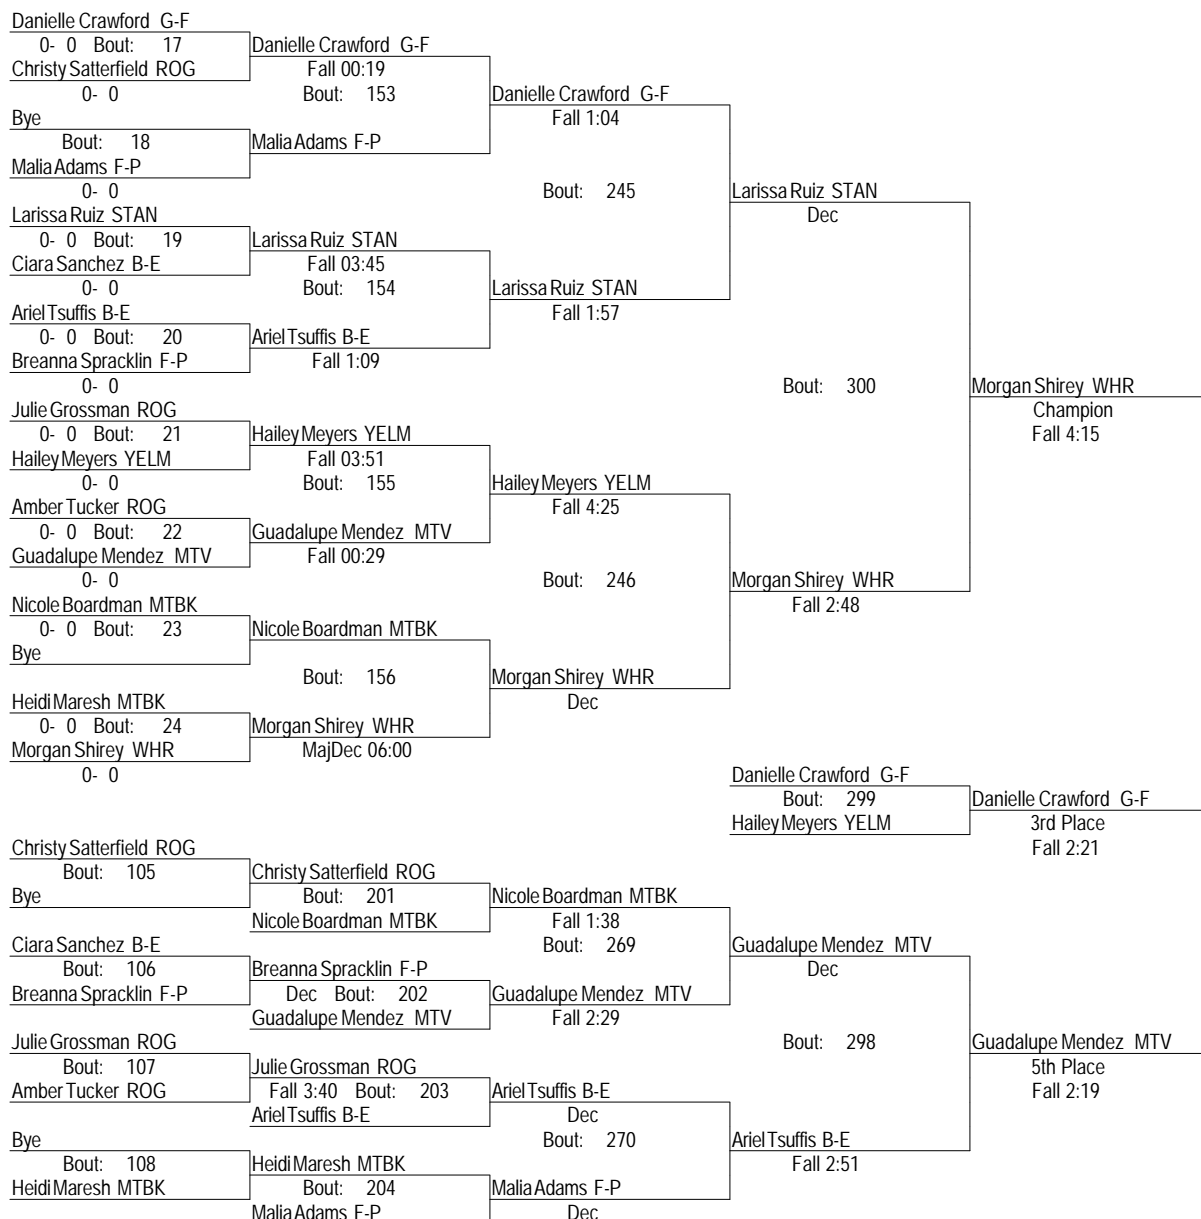 Danielle Crawford G-F
0- 0 Bout: 17 Danielle Crawford G-F
Christy Satterfield ROG Fall 00:19
0- 0 Bout: 153 Danielle Crawford G-F
Bye Fall 1:04
Bout: 18 Malia Adams F-P
Malia Adams F-P
0- 0 Bout: 245 Larissa Ruiz STAN
Larissa Ruiz STAN Dec
0- 0 Bout: 19 Larissa Ruiz STAN
Ciara Sanchez B-E Fall 03:45
0- 0 Bout: 154 Larissa Ruiz STAN
Ariel Tsuffis B-E Fall 1:57
0- 0 Bout: 20 Ariel Tsuffis B-E
Breanna Spracklin F-P Fall 1:09
0- 0 Bout: 300 Morgan Shirey WHR
Julie Grossman ROG Champion
0- 0 Bout: 21 Hailey Meyers YELM Fall 4:15
Hailey Meyers YELM Fall 03:51
0- 0 Bout: 155 Hailey Meyers YELM
Amber Tucker ROG Fall 4:25
0- 0 Bout: 22 Guadalupe Mendez MTV
Guadalupe Mendez MTV Fall 00:29
0- 0 Bout: 246 Morgan Shirey WHR
Nicole Boardman MTBK Fall 2:48
0- 0 Bout: 23 Nicole Boardman MTBK
Bye
Bout: 156 Morgan Shirey WHR
Heidi Maresh MTBK Dec
0- 0 Bout: 24 Morgan Shirey WHR
Morgan Shirey WHR MajDec 06:00
0- 0 Danielle Crawford G-F
Bout: 299 Danielle Crawford G-F
Hailey Meyers YELM 3rd Place
Christy Satterfield ROG Fall 2:21
Bout: 105 Christy Satterfield ROG
Bye Bout: 201 Nicole Boardman MTBK
Nicole Boardman MTBK Fall 1:38
Ciara Sanchez B-E Bout: 269 Guadalupe Mendez MTV
Bout: 106 Breanna Spracklin F-P Dec
Breanna Spracklin F-P Dec Bout: 202 Guadalupe Mendez MTV
Guadalupe Mendez MTV Fall 2:29
Julie Grossman ROG Bout: 298 Guadalupe Mendez MTV
Bout: 107 Julie Grossman ROG 5th Place
Amber Tucker ROG Fall 3:40 Bout: 203 Ariel Tsuffis B-E Fall 2:19
Ariel Tsuffis B-E Dec
Bye Bout: 270 Ariel Tsuffis B-E
Bout: 108 Heidi Maresh MTBK Fall 2:51
Heidi Maresh MTBK Bout: 204 Malia Adams F-P
Malia Adams F-P Dec